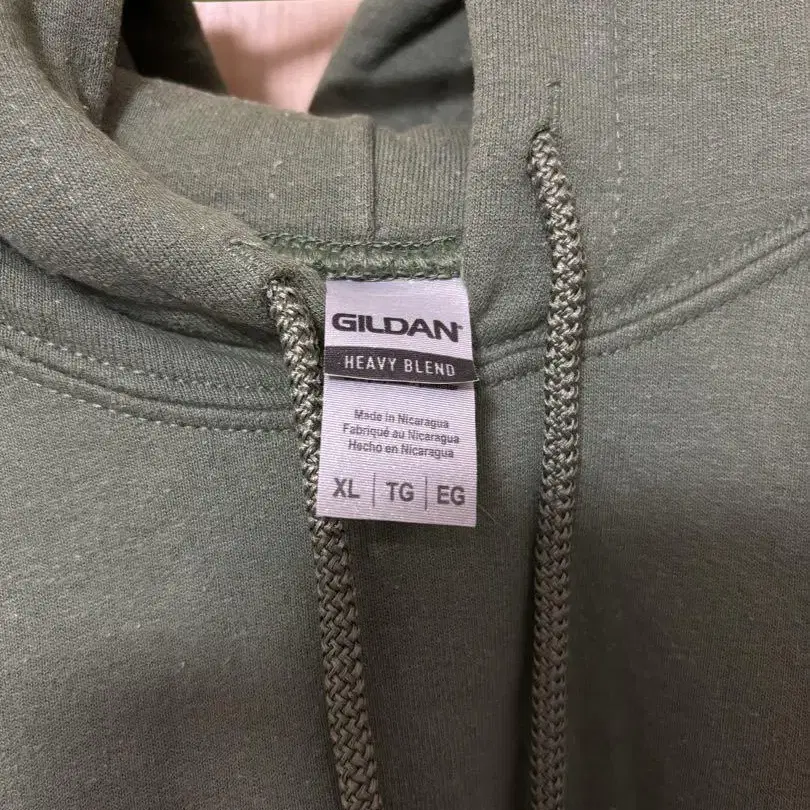 GILDAN
HEAVY BLEND
Made in Nicaragua
Fabriqué au Nicaragua
Hecho en Nicaragua
XL | TG | EG